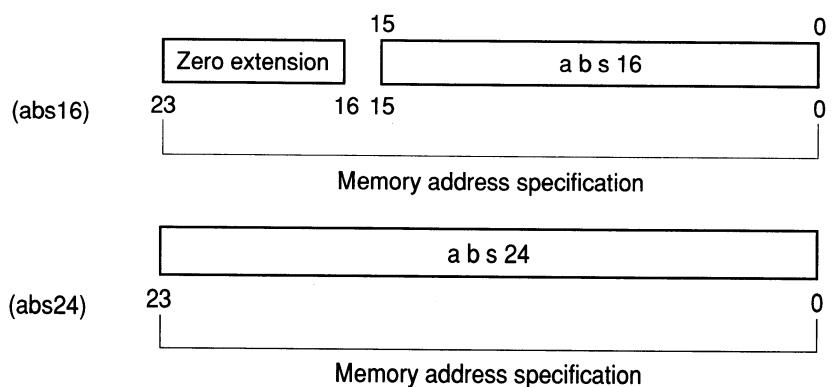 15 0
Zero extension a b s 16
(abs16) 23 16 15 0
Memory address specification
a b s 24
(abs24) 23 0
Memory address specification